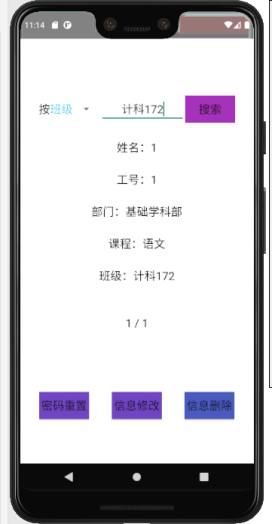 11:14
按班级 计科172 搜索
姓名：1
工号：1
部门：基础学科部
课程：语文
班级：计科172
1 / 1
密码重置 信息修改 信息删除